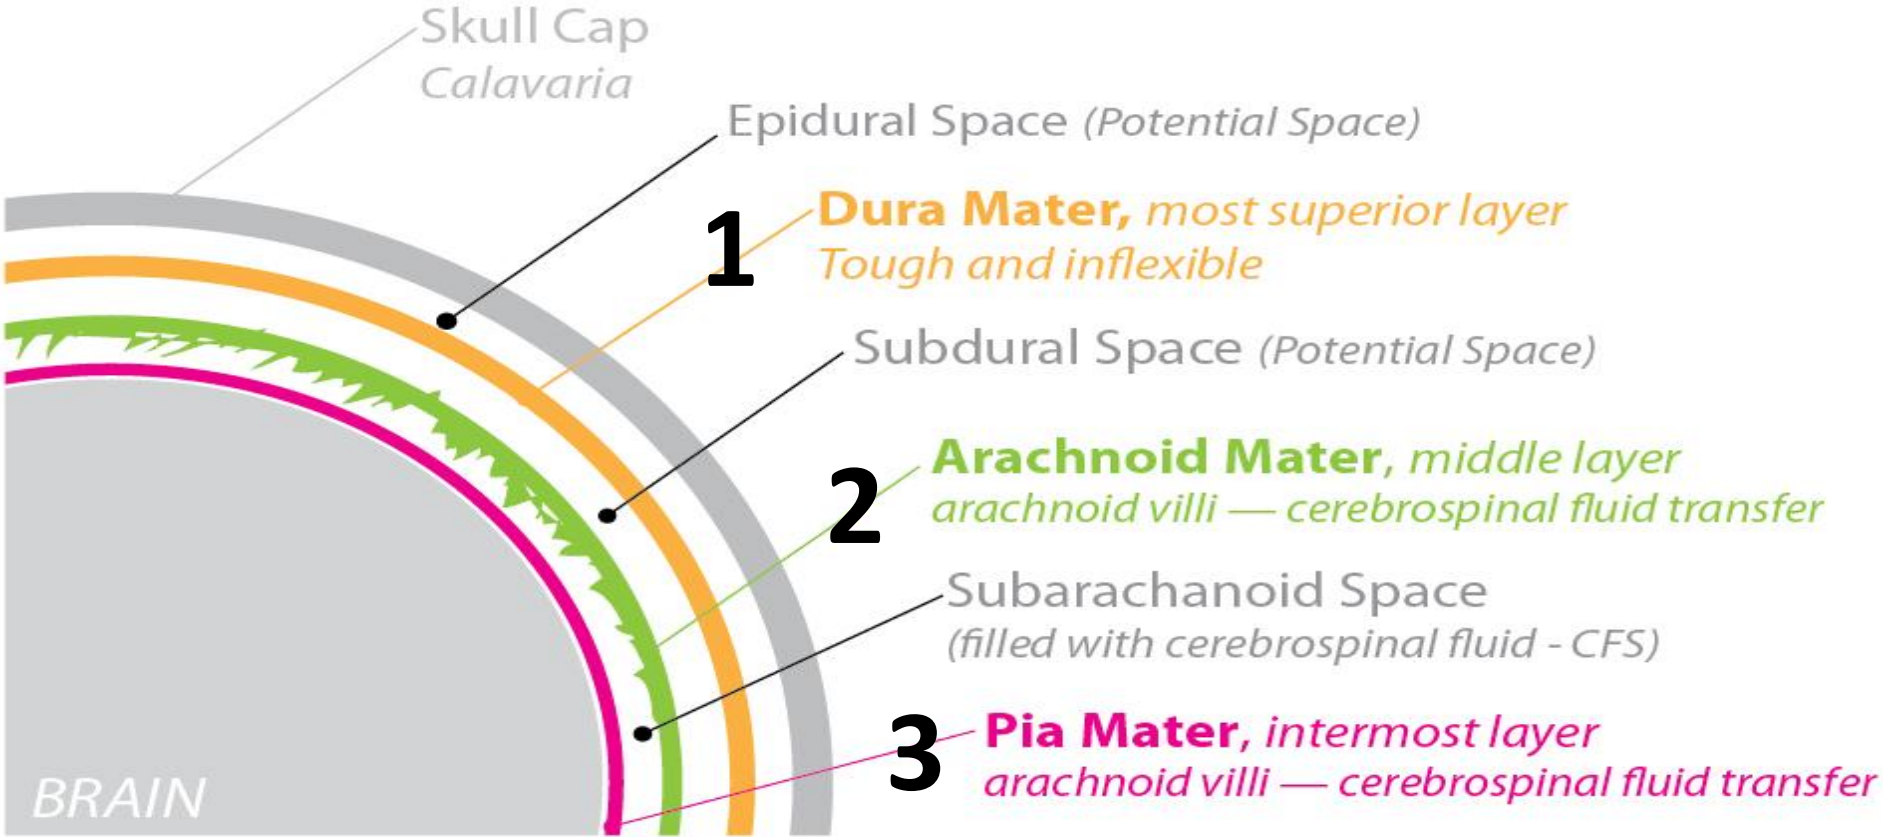 Skull Cap
Calavaria
Epidural Space (Potential Space)
1
Dura Mater, most superior layer
Tough and inflexible
Subdural Space (Potential Space)
2
Arachnoid Mater, middle layer
arachnoid villi — cerebrospinal fluid transfer
Subarachanoid Space
(filled with cerebrospinal fluid - CFS)
3
Pia Mater, intermost layer
arachnoid villi — cerebrospinal fluid transfer
BRAIN